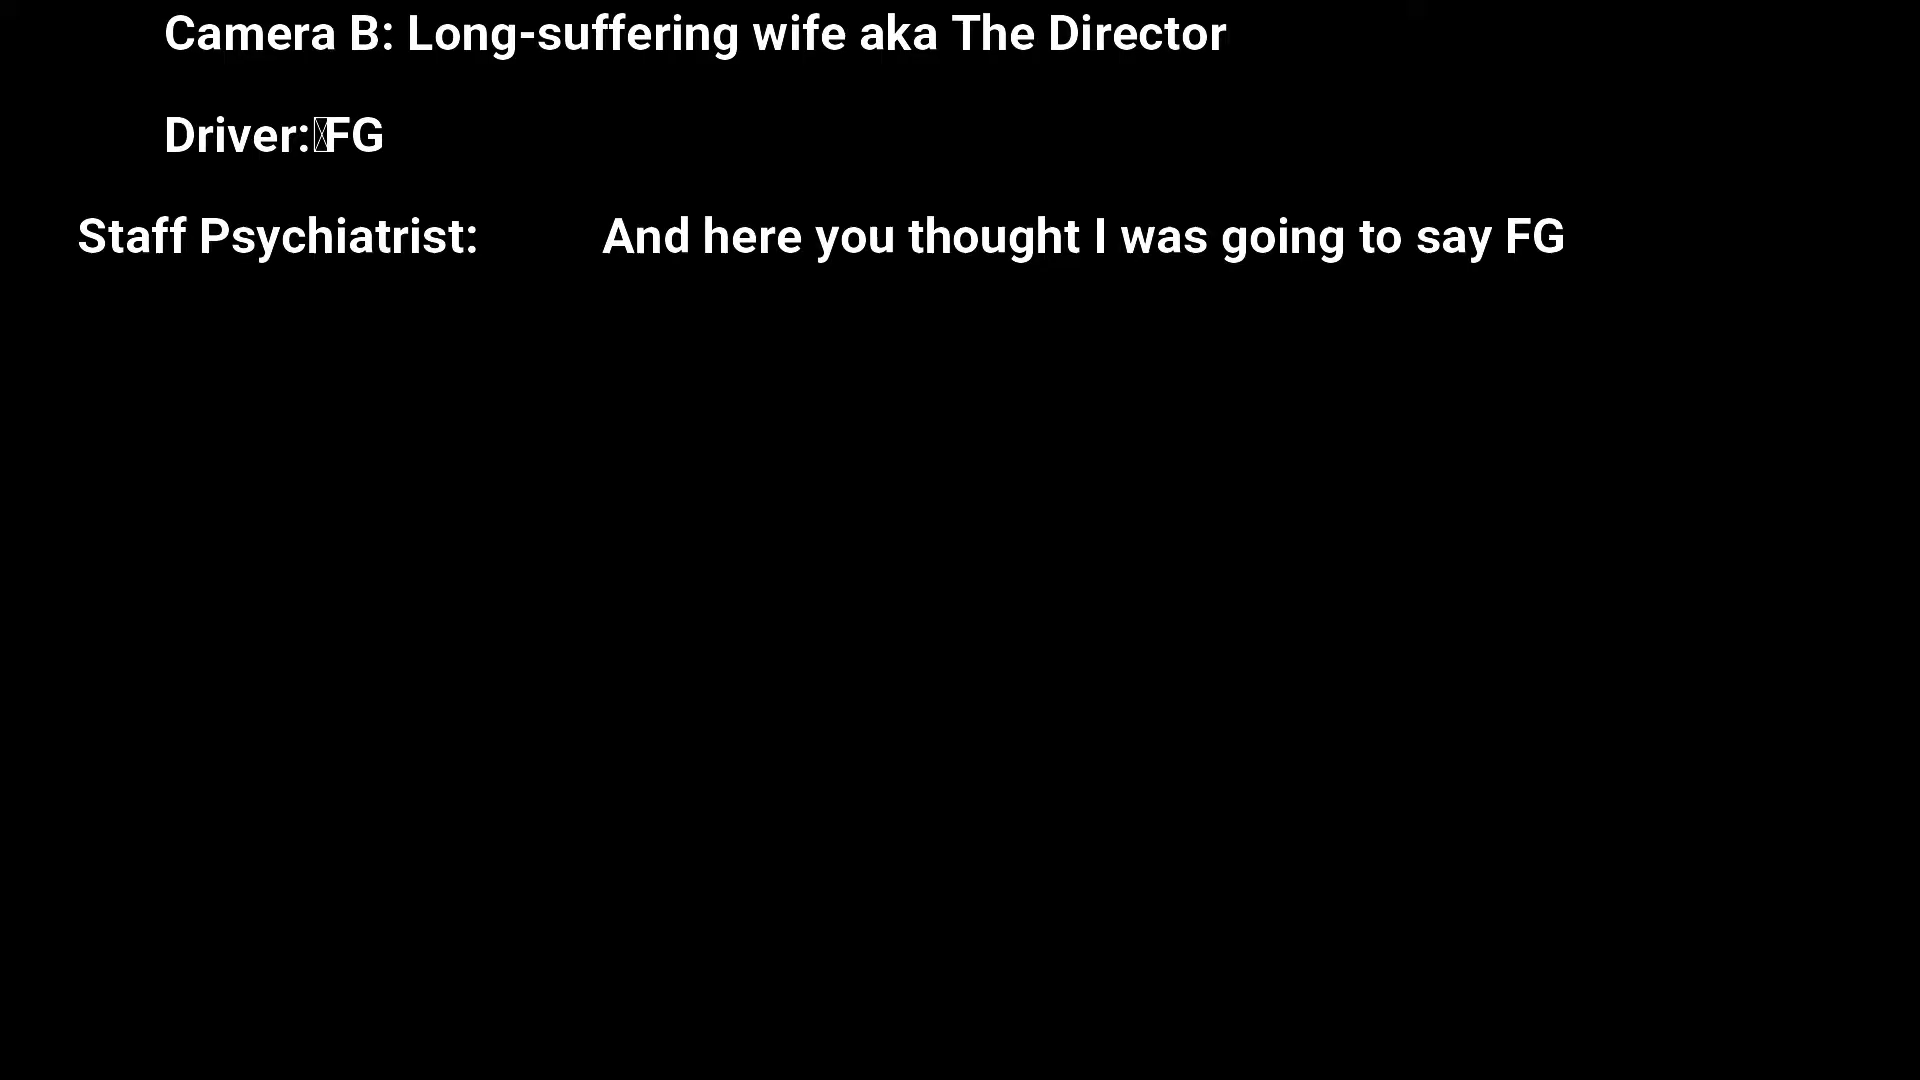 Camera B: Long-suffering wife aka The Director
Driver: FG
Staff Psychiatrist: And here you thought I was going to say FG